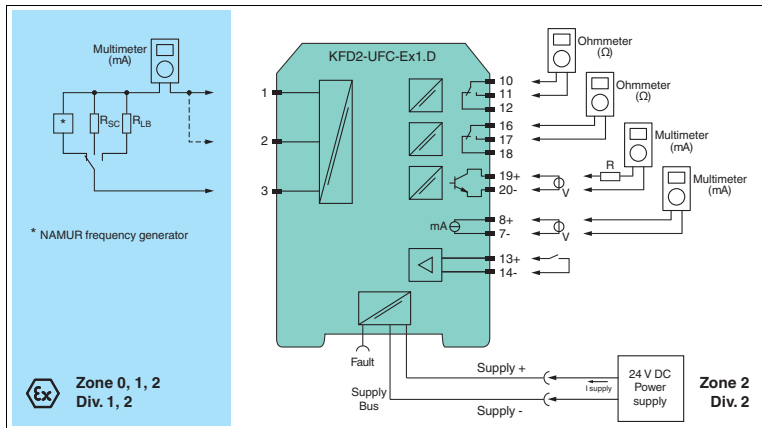 Multimeter
(mA)
*
RSC
RLB
* NAMUR frequency generator
Ex
Zone 0, 1, 2
Div. 1, 2
KFD2-UFC-Ex1.D
1
2
3
10
11
12
16
17
18
19+
20-
mA
8+
7-
13+
14-
Ohmmeter
(Ω)
Ohmmeter
(Ω)
Multimeter
(mA)
R
V
Multimeter
(mA)
V
Fault
Supply
Bus
Supply +
Supply -
I supply
24 V DC
Power
supply
Zone 2
Div. 2